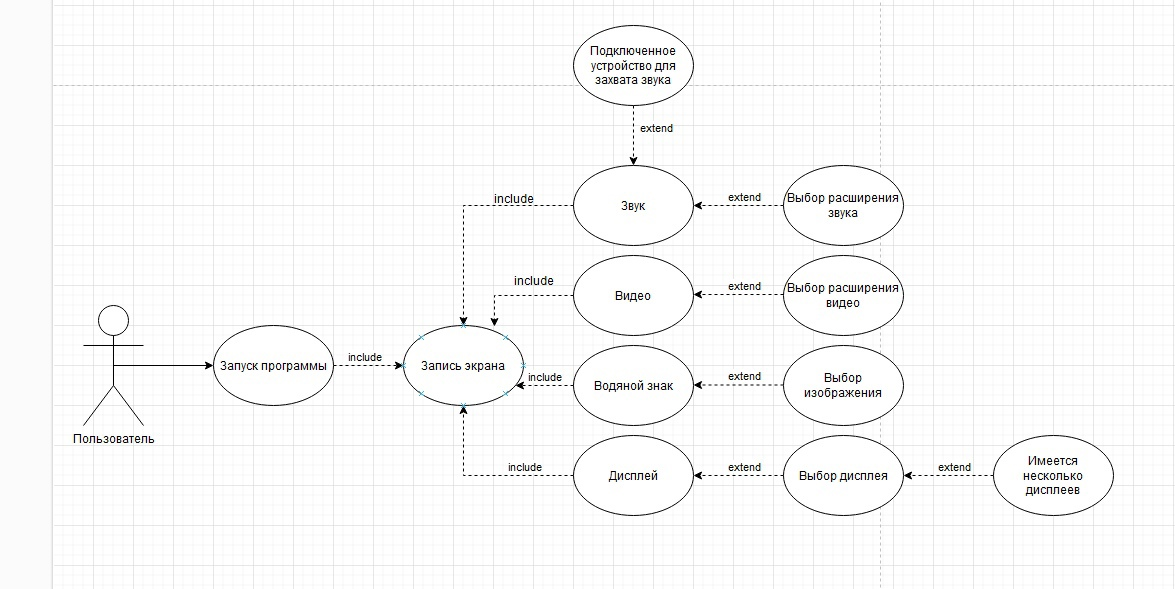 Подключенное
устройство для
захвата звука
extend
include
Звук
extend
Выбор расширения
звука
include
Видео
extend
Выбор расширения
видео
Пользователь
Запуск программы
include
Запись экрана
include
Водяной знак
extend
Выбор
изображения
include
Дисплей
extend
Выбор дисплея
extend
Имеется
несколько
дисплеев